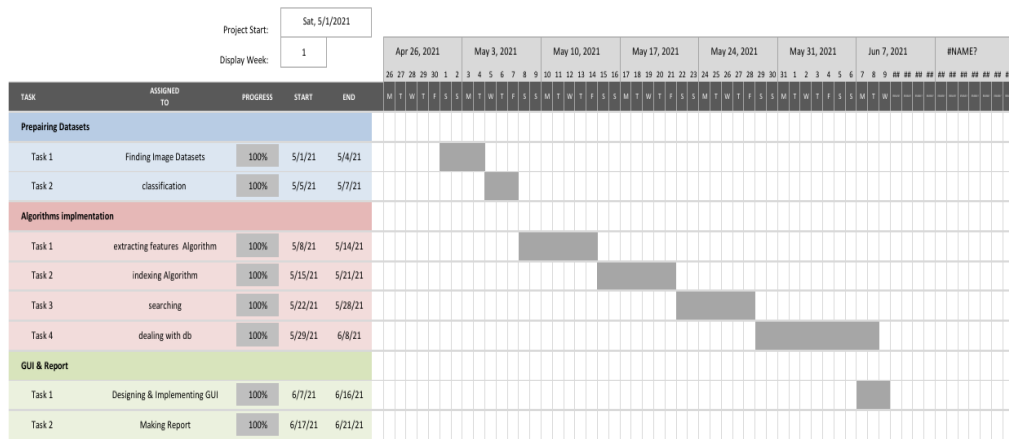 Project Start: Sat, 5/1/2021
Display Week: 1
Apr 26, 2021 May 3, 2021 May 10, 2021 May 17, 2021 May 24, 2021 May 31, 2021 Jun 7, 2021 #NAME?
26 27 28 29 30 1 2 3 4 5 6 7 8 9 10 11 12 13 14 15 16 17 18 19 20 21 22 23 24 25 26 27 28 29 30 31 1 2 3 4 5 6 7 8 9 ## ## ## ## ## ## ## ## ## ## #
TASK ASSIGNED TO PROGRESS START END M T W T F S S M T W T F S S M T W T F S S M T W T F S S M T W T F S S M T W T F S S M T W
Prepairing Datasets
Task 1 Finding Image Datasets 100% 5/1/21 5/4/21
Task 2 classification 100% 5/5/21 5/7/21
Algorithms implmentation
Task 1 extracting features Algorithm 100% 5/8/21 5/14/21
Task 2 indexing Algorithm 100% 5/15/21 5/21/21
Task 3 searching 100% 5/22/21 5/28/21
Task 4 dealing with db 100% 5/29/21 6/8/21
GUI & Report
Task 1 Designing & Implementing GUI 100% 6/7/21 6/16/21
Task 2 Making Report 100% 6/17/21 6/21/21